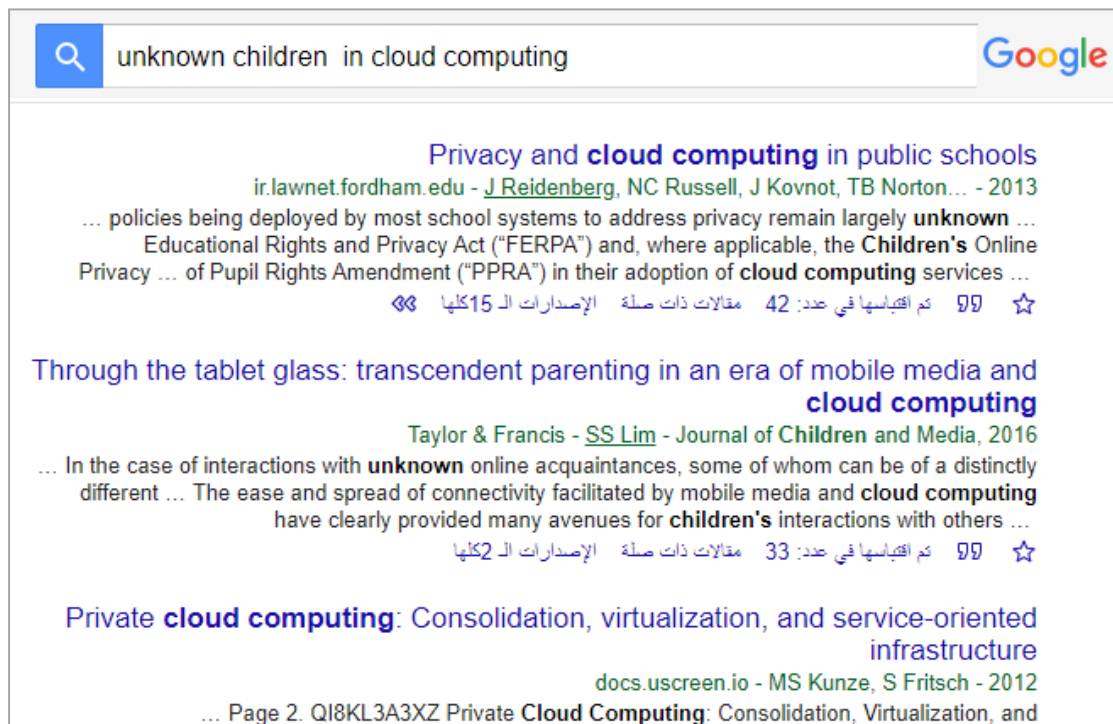 unknown children in cloud computing
Google
Privacy and cloud computing in public schools
ir.lawnet.fordham.edu - J Reidenberg, NC Russell, J Kovnot, TB Norton… - 2013
… policies being deployed by most school systems to address privacy remain largely unknown …
Educational Rights and Privacy Act (“FERPA”) and, where applicable, the Children's Online
Privacy … of Pupil Rights Amendment (“PPRA”) in their adoption of cloud computing services …
تم اقتباسها في عدد: 42 مقالات ذات صلة الإصدارات الـ 15كلها
Through the tablet glass: transcendent parenting in an era of mobile media and
cloud computing
Taylor & Francis - SS Lim - Journal of Children and Media, 2016
… In the case of interactions with unknown online acquaintances, some of whom can be of a distinctly
different … The ease and spread of connectivity facilitated by mobile media and cloud computing
have clearly provided many avenues for children's interactions with others …
تم اقتباسها في عدد: 33 مقالات ذات صلة الإصدارات الـ 2كلها
Private cloud computing: Consolidation, virtualization, and service-oriented
infrastructure
docs.uscreen.io - MS Kunze, S Fritsch - 2012
… Page 2. QI8KL3A3XZ Private Cloud Computing: Consolidation, Virtualization, and